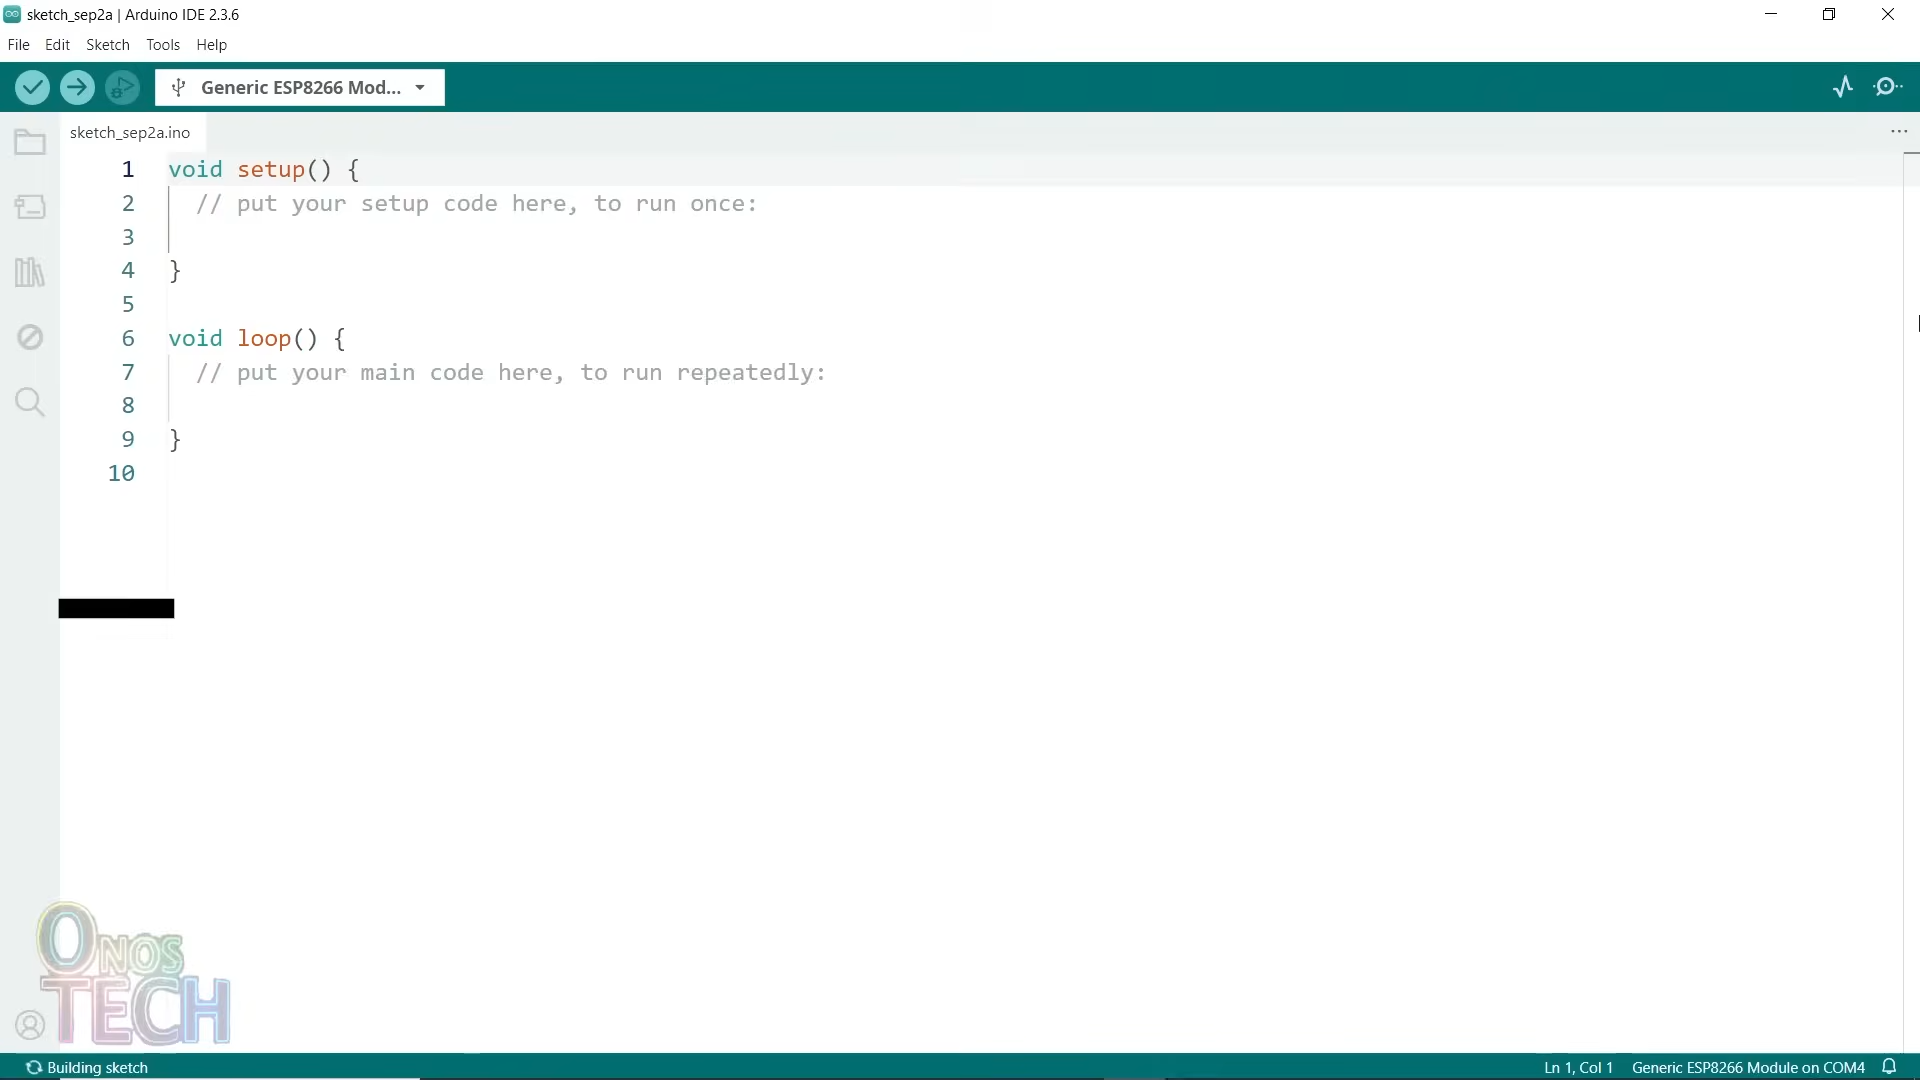 sketch_sep2a | Arduino IDE 2.3.6
File Edit Sketch Tools Help
Generic ESP8266 Mod...
sketch_sep2a.ino
1 void setup() {
2 // put your setup code here, to run once:
3
4 }
5
6 void loop() {
7 // put your main code here, to run repeatedly:
8
9 }
10
ONOS
TECH
Building sketch
Ln 1, Col 1 Generic ESP8266 Module on COM4